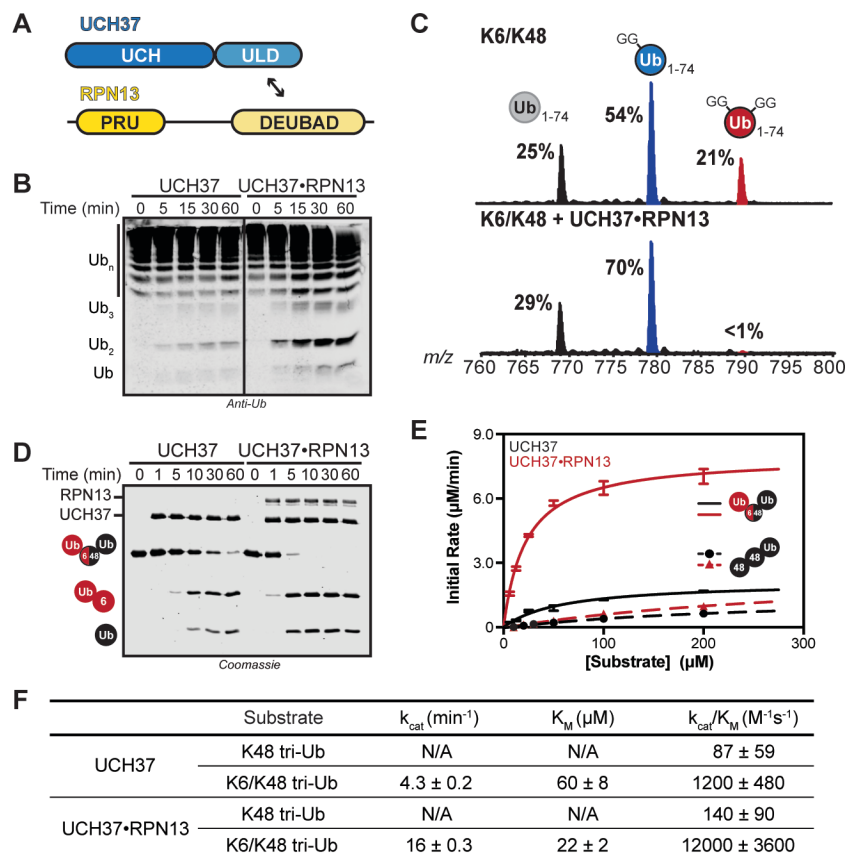 A
UCH37
UCH ULD
RPN13
PRU DEUBAD
B
UCH37 UCH37•RPN13
Time (min) 0 5 15 30 60 0 5 15 30 60
Ubn
Ub3
Ub2
Ub
Anti-Ub
C
K6/K48
Ub 1-74
25%
GG Ub 1-74
54%
GG GG Ub 1-74
21%
K6/K48 + UCH37•RPN13
29%
70%
<1%
m/z
760 765 770 775 780 785 790 795 800
D
UCH37 UCH37•RPN13
Time (min) 0 1 5 10 30 60 0 1 5 10 30 60
RPN13
UCH37
Ub 6 48 Ub
Ub 6
Ub
Coomassie
E
UCH37
UCH37•RPN13
Initial Rate (µM/min)
9.0
6.0
3.0
0
0 100 200 300
[Substrate] (µM)
Ub 6 48 Ub
48 48 Ub
F
Substrate kcat (min-1) KM (µM) kcat/KM (M-1s-1)
UCH37
K48 tri-Ub N/A N/A 87 ± 59
K6/K48 tri-Ub 4.3 ± 0.2 60 ± 8 1200 ± 480
UCH37•RPN13
K48 tri-Ub N/A N/A 140 ± 90
K6/K48 tri-Ub 16 ± 0.3 22 ± 2 12000 ± 3600